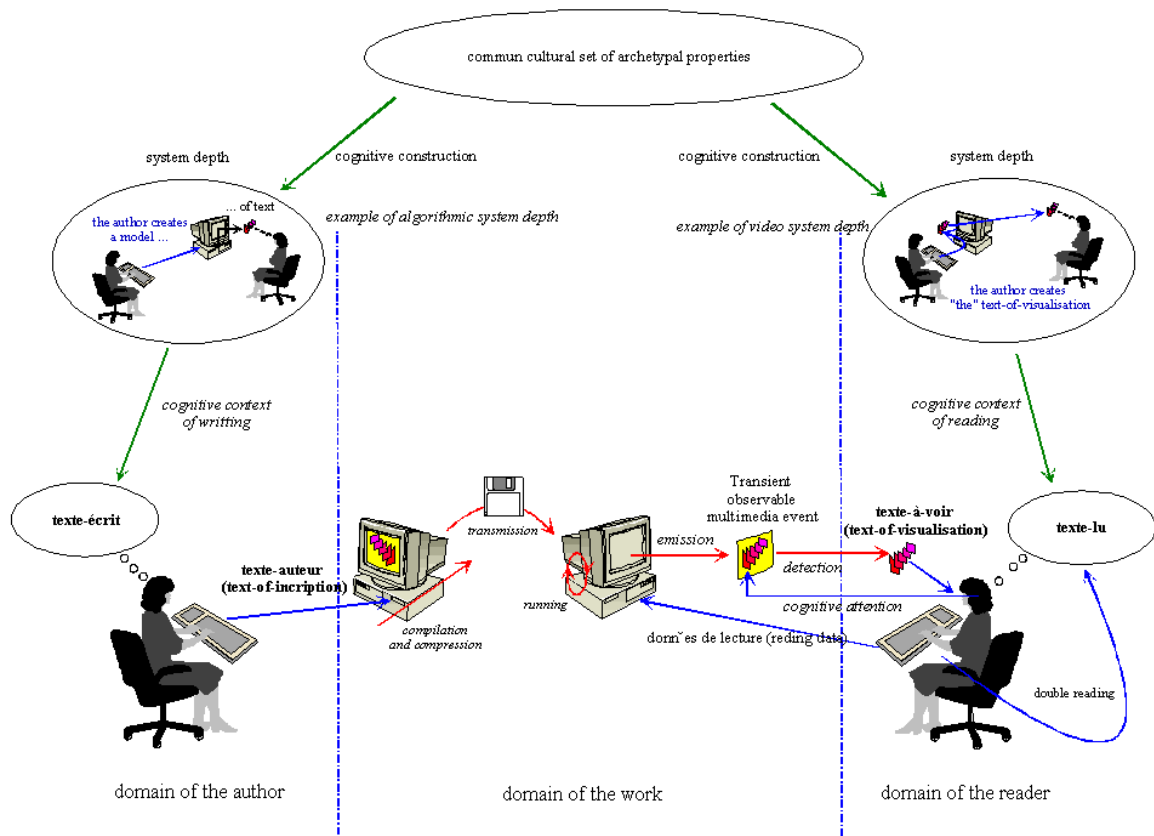 commun cultural set of archetypal properties
system depth
cognitive construction
cognitive construction
system depth
... of text
the author creates
a model ...
example of algorithmic system depth
example of video system depth
the author creates
"the" text-of-visualisation
cognitive context
of writting
cognitive context
of reading
texte-écrit
transmission
Transient
observable
multimedia event
texte-à-voir
(text-of-visualisation)
texte-lu
emission
detection
texte-auteur
(text-of-incription)
running
cognitive attention
compilation
and compression
donn˘es de lecture (reding data)
double reading
domain of the author
domain of the work
domain of the reader